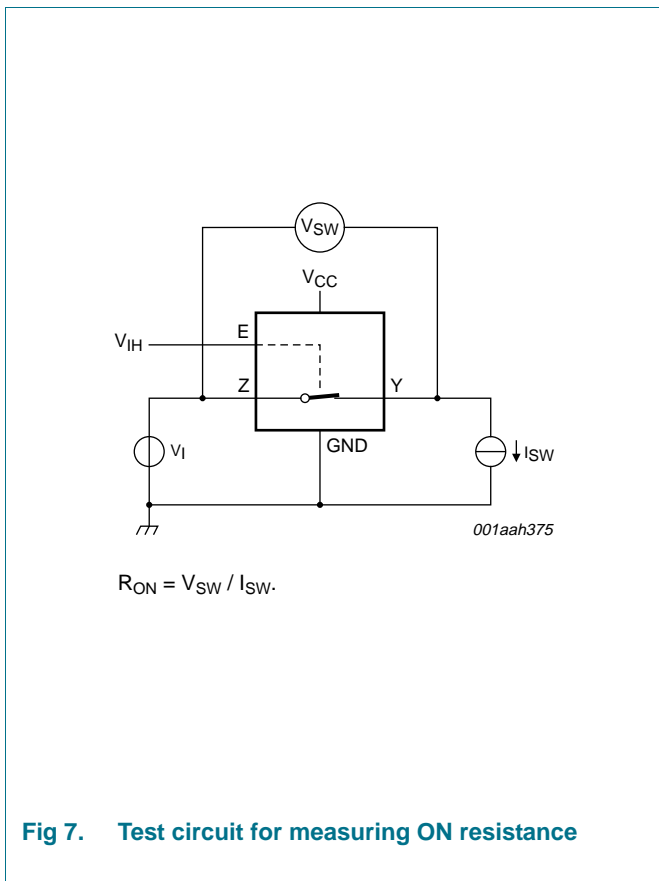 VSW
VCC
E
VIH
Z
Y
VI
GND
ISW
001aah375
RON = VSW / ISW.
Fig 7. Test circuit for measuring ON resistance